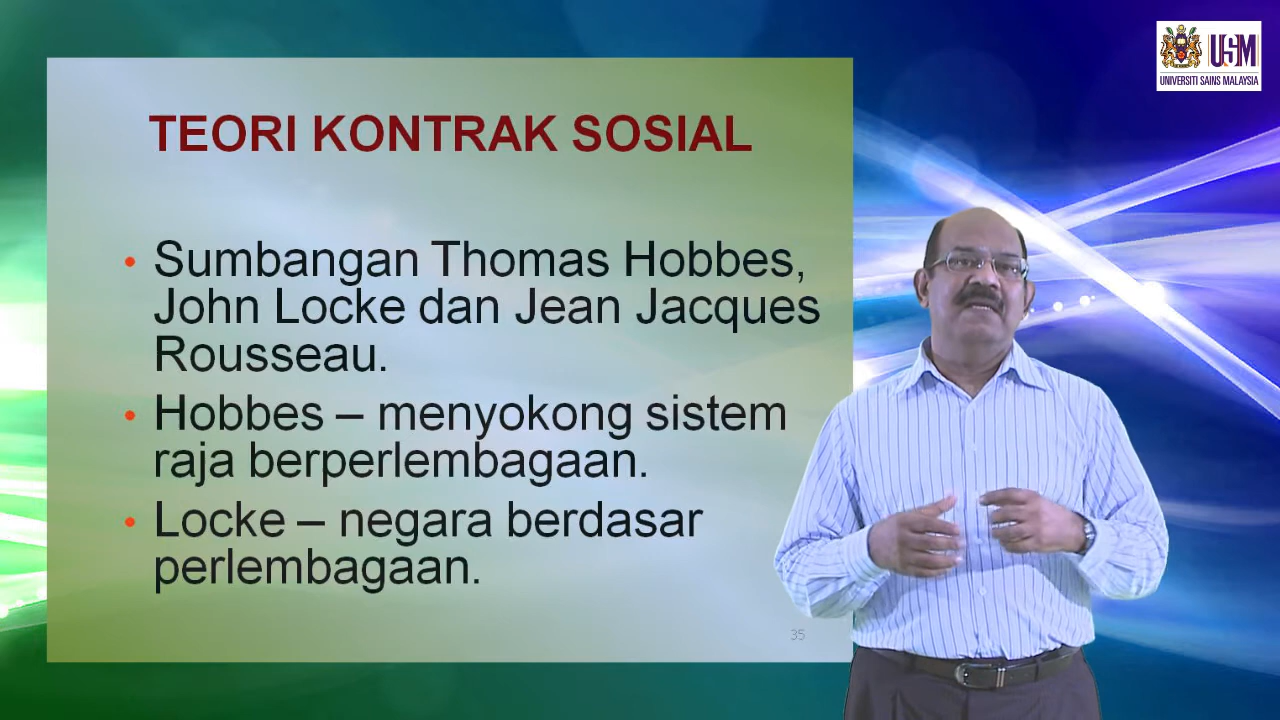 USM
UNIVERSITI SAINS MALAYSIA
TEORI KONTRAK SOSIAL
• Sumbangan Thomas Hobbes,
John Locke dan Jean Jacques
Rousseau.
• Hobbes – menyokong sistem
raja berperlembagaan.
• Locke – negara berdasar
perlembagaan.
35